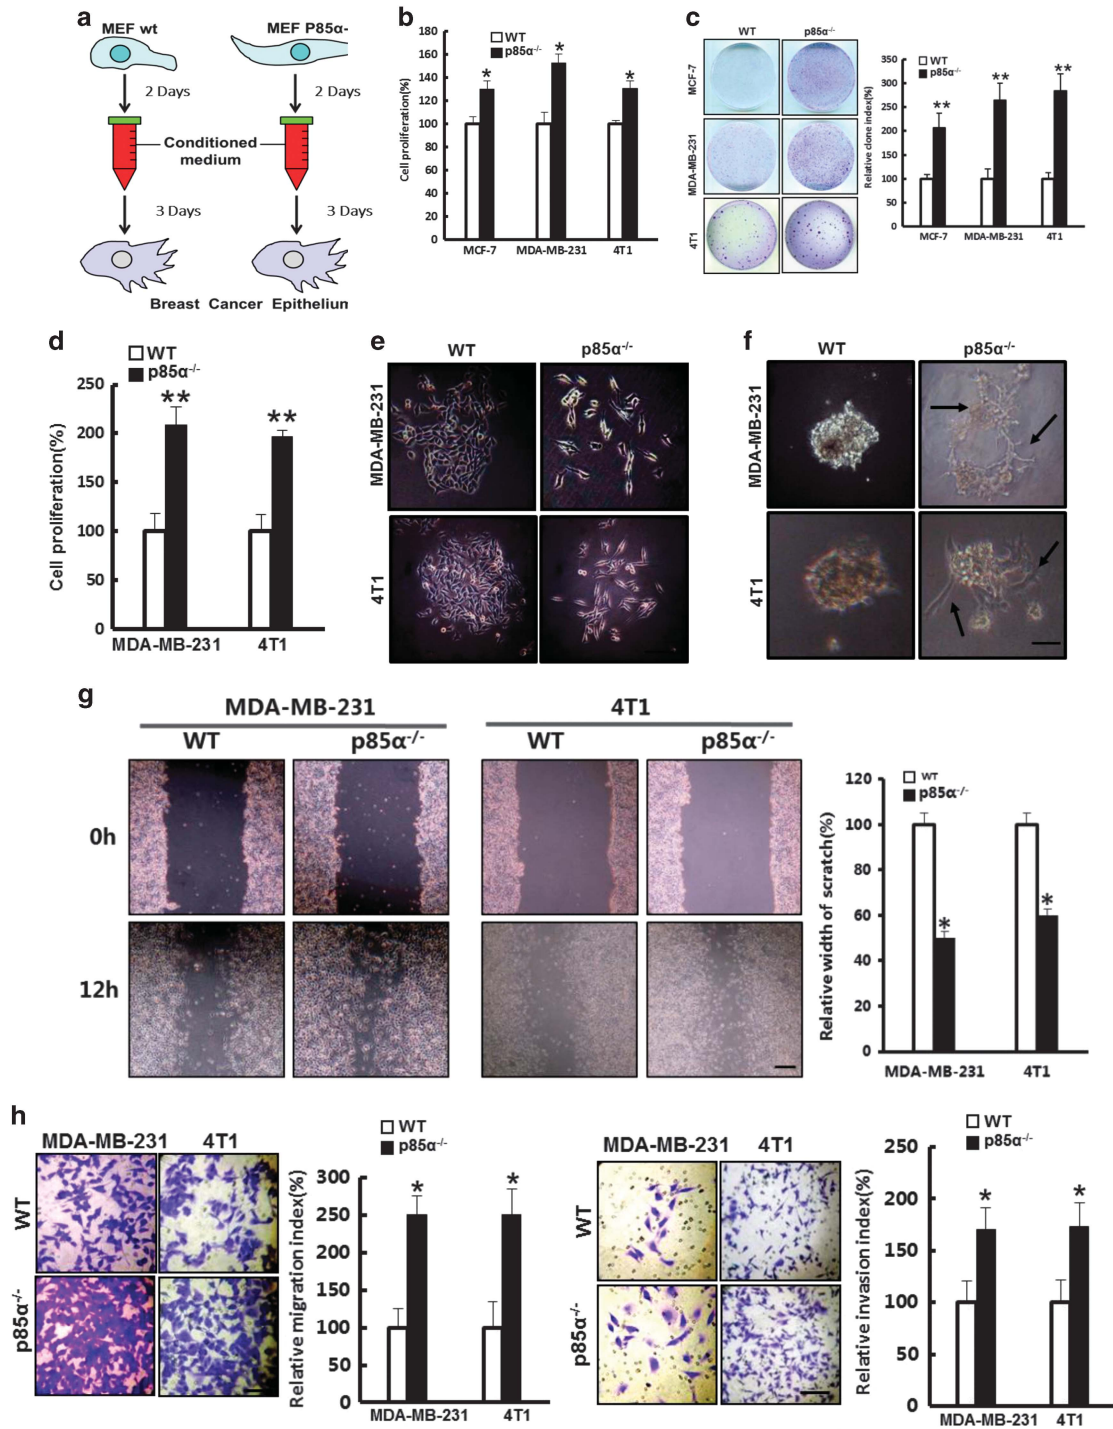 a
MEF wt
MEF P85α-
2 Days
2 Days
Conditioned
medium
3 Days
3 Days
Breast Cancer Epithelium
b
WT
p85α-/-
Cell proliferation(%)
180
160
140
120
100
80
60
40
20
0
*
*
*
MCF-7
MDA-MB-231
4T1
c
WT
p85α-/-
MCF-7
MDA-MB-231
4T1
WT
p85α-/-
Relative clone index(%)
350
300
250
200
150
100
50
0
**
**
**
MCF-7
MDA-MB-231
4T1
d
WT
p85α-/-
Cell proliferation(%)
250
200
150
100
50
0
**
**
MDA-MB-231
4T1
e
WT
p85α-/-
MDA-MB-231
4T1
f
WT
p85α-/-
MDA-MB-231
4T1
g
MDA-MB-231
4T1
WT
p85α-/-
WT
p85α-/-
0h
12h
WT
p85α-/-
Relative width of scratch(%)
120
100
80
60
40
20
0
*
*
MDA-MB-231
4T1
h
MDA-MB-231
4T1
WT
p85α-/-
WT
p85α-/-
Relative migration index(%)
300
250
200
150
100
50
0
*
*
MDA-MB-231
4T1
MDA-MB-231
4T1
WT
p85α-/-
WT
p85α-/-
Relative invasion index(%)
250
200
150
100
50
0
*
*
MDA-MB-231
4T1